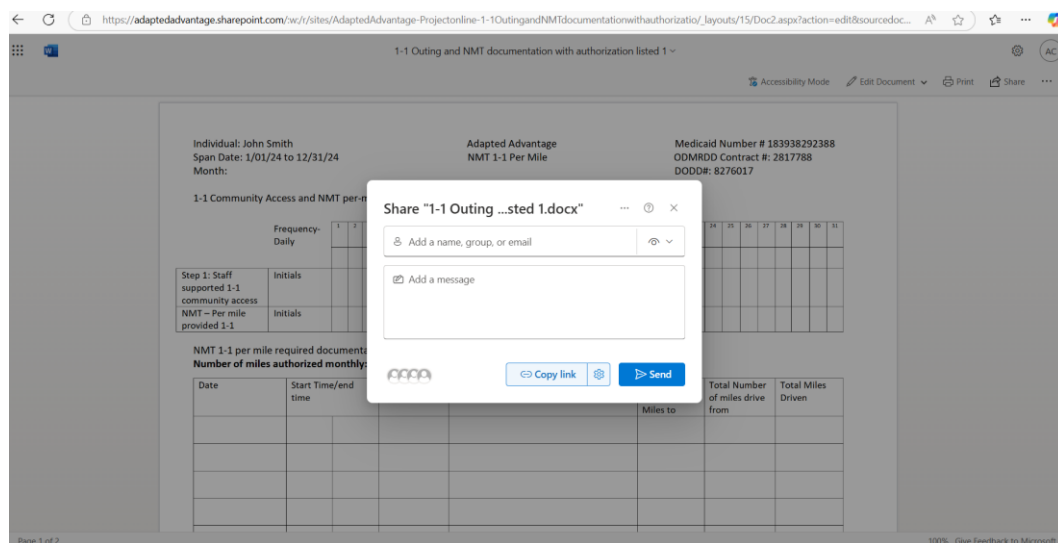 https://adaptedadvantage.sharepoint.com/:w:/r/sites/AdaptedAdvantage-Projectonline-1-1OutingandNMTdocumentationwithauthorizatio/_layouts/15/Doc2.aspx?action=edit&sourcedoc...
1-1 Outing and NMT documentation with authorization listed 1
AC
Accessibility Mode
Edit Document
Print
Share
Individual: John Smith
Adapted Advantage
Medicaid Number # 183938292388
Span Date: 1/01/24 to 12/31/24
NMT 1-1 Per Mile
ODMRDD Contract #: 2817788
Month:
DODD#: 8276017
1-1 Community Access and NMT per-m
Share "1-1 Outing ...sted 1.docx"
Add a name, group, or email
Add a message
Copy link
Send
Frequency-
Daily
1 2
24 25 26 27 28 29 30 31
Step 1: Staff
supported 1-1
community access
Initials
NMT – Per mile
provided 1-1
Initials
NMT 1-1 per mile required documenta
Number of miles authorized monthly:
Date
Start Time/end
time
Miles to
Total Number
of miles drive
from
Total Miles
Driven
Page 1 of 2
100%
Give Feedback to Microsoft